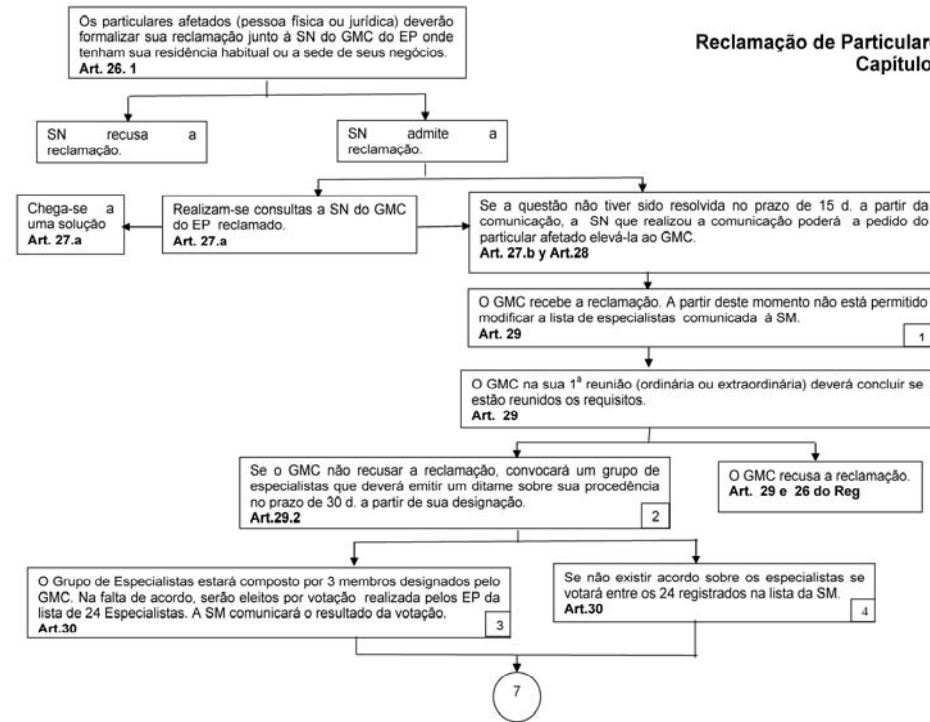 Os particulares afetados (pessoa física ou jurídica) deverão
formalizar sua reclamação junto à SN do GMC do EP onde
tenham sua residência habitual ou a sede de seus negócios.
Art. 26. 1
Reclamação de Particular
Capítulo
SN recusa a
reclamação.
SN admite a
reclamação.
Chega-se a
uma solução
Art. 27.a
Realizam-se consultas a SN do GMC
do EP reclamado.
Art. 27.a
Se a questão não tiver sido resolvida no prazo de 15 d. a partir da
comunicação, a SN que realizou a comunicação poderá a pedido do
particular afetado elevá-la ao GMC.
Art. 27.b y Art.28
O GMC recebe a reclamação. A partir deste momento não está permitido
modificar a lista de especialistas comunicada à SM.
Art. 29
1
O GMC na sua 1ª reunião (ordinária ou extraordinária) deverá concluir se
estão reunidos os requisitos.
Art. 29
Se o GMC não recusar a reclamação, convocará um grupo de
especialistas que deverá emitir um ditame sobre sua procedência
no prazo de 30 d. a partir de sua designação.
Art.29.2
2
O GMC recusa a reclamação.
Art. 29 e 26 do Reg
O Grupo de Especialistas estará composto por 3 membros designados pelo
GMC. Na falta de acordo, serão eleitos por votação realizada pelos EP da
lista de 24 Especialistas. A SM comunicará o resultado da votação.
Art.30
3
Se não existir acordo sobre os especialistas se
votará entre os 24 registrados na lista da SM.
Art.30
4
7